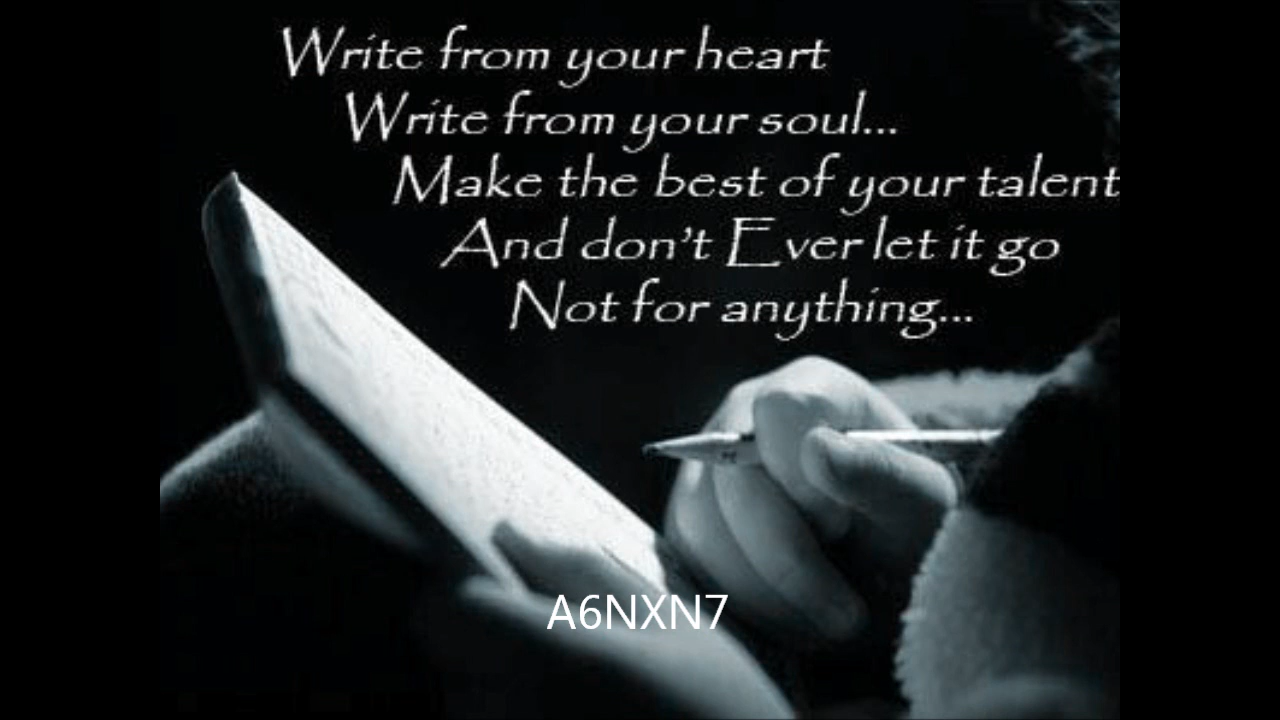 Write from your heart
Write from your soul...
Make the best of your talent
And don't Ever let it go
Not for anything...
A6NXN7